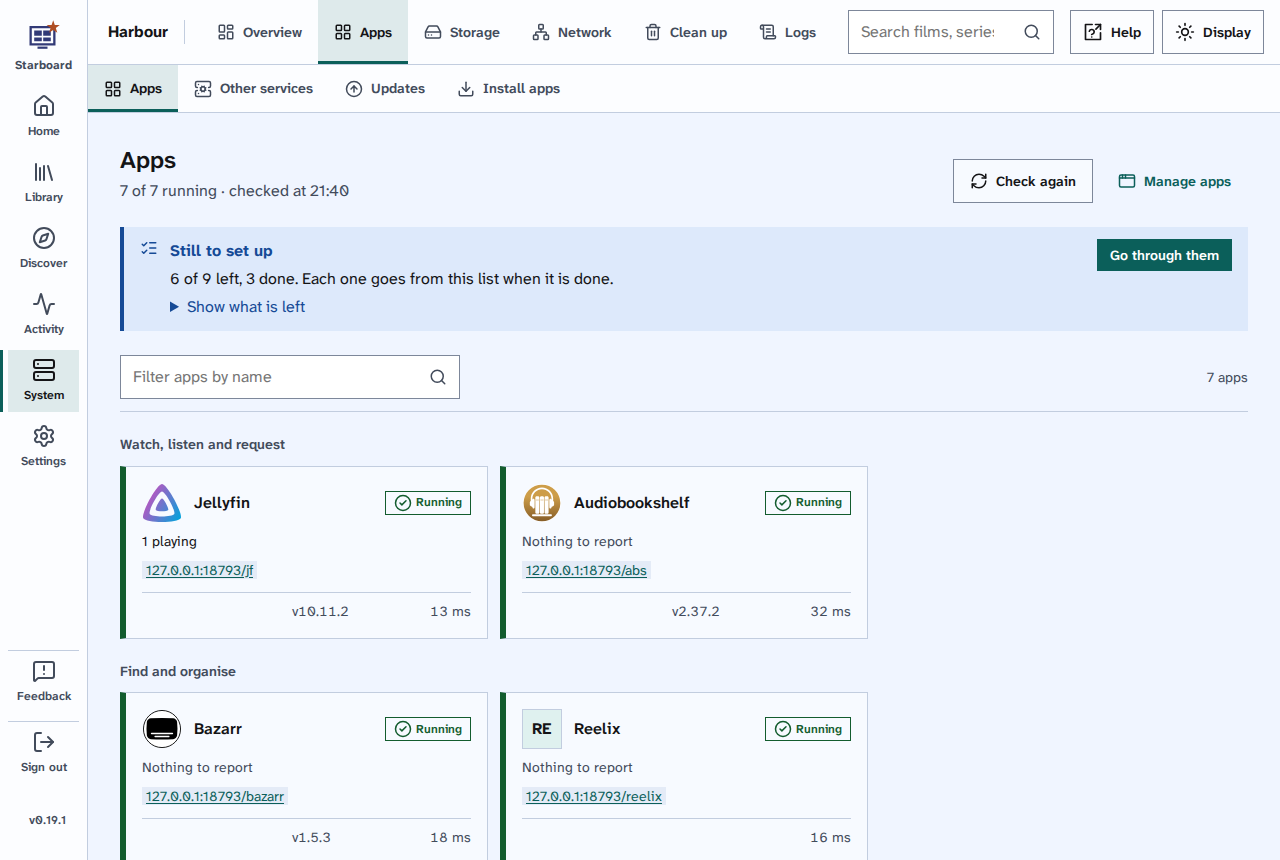 Starboard
Home
Library
Discover
Activity
System
Settings
Feedback
Sign out
v0.19.1
Harbour
Overview
Apps
Storage
Network
Clean up
Logs
Search films, series
Help
Display
Apps
Other services
Updates
Install apps
Apps
7 of 7 running · checked at 21:40
Check again
Manage apps
Still to set up
6 of 9 left, 3 done. Each one goes from this list when it is done.
Show what is left
Go through them
Filter apps by name
7 apps
Watch, listen and request
Jellyfin
Running
1 playing
127.0.0.1:18793/jf
v10.11.2
13 ms
Audiobookshelf
Running
Nothing to report
127.0.0.1:18793/abs
v2.37.2
32 ms
Find and organise
Bazarr
Running
Nothing to report
127.0.0.1:18793/bazarr
v1.5.3
18 ms
RE
Reelix
Running
Nothing to report
127.0.0.1:18793/reelix
16 ms